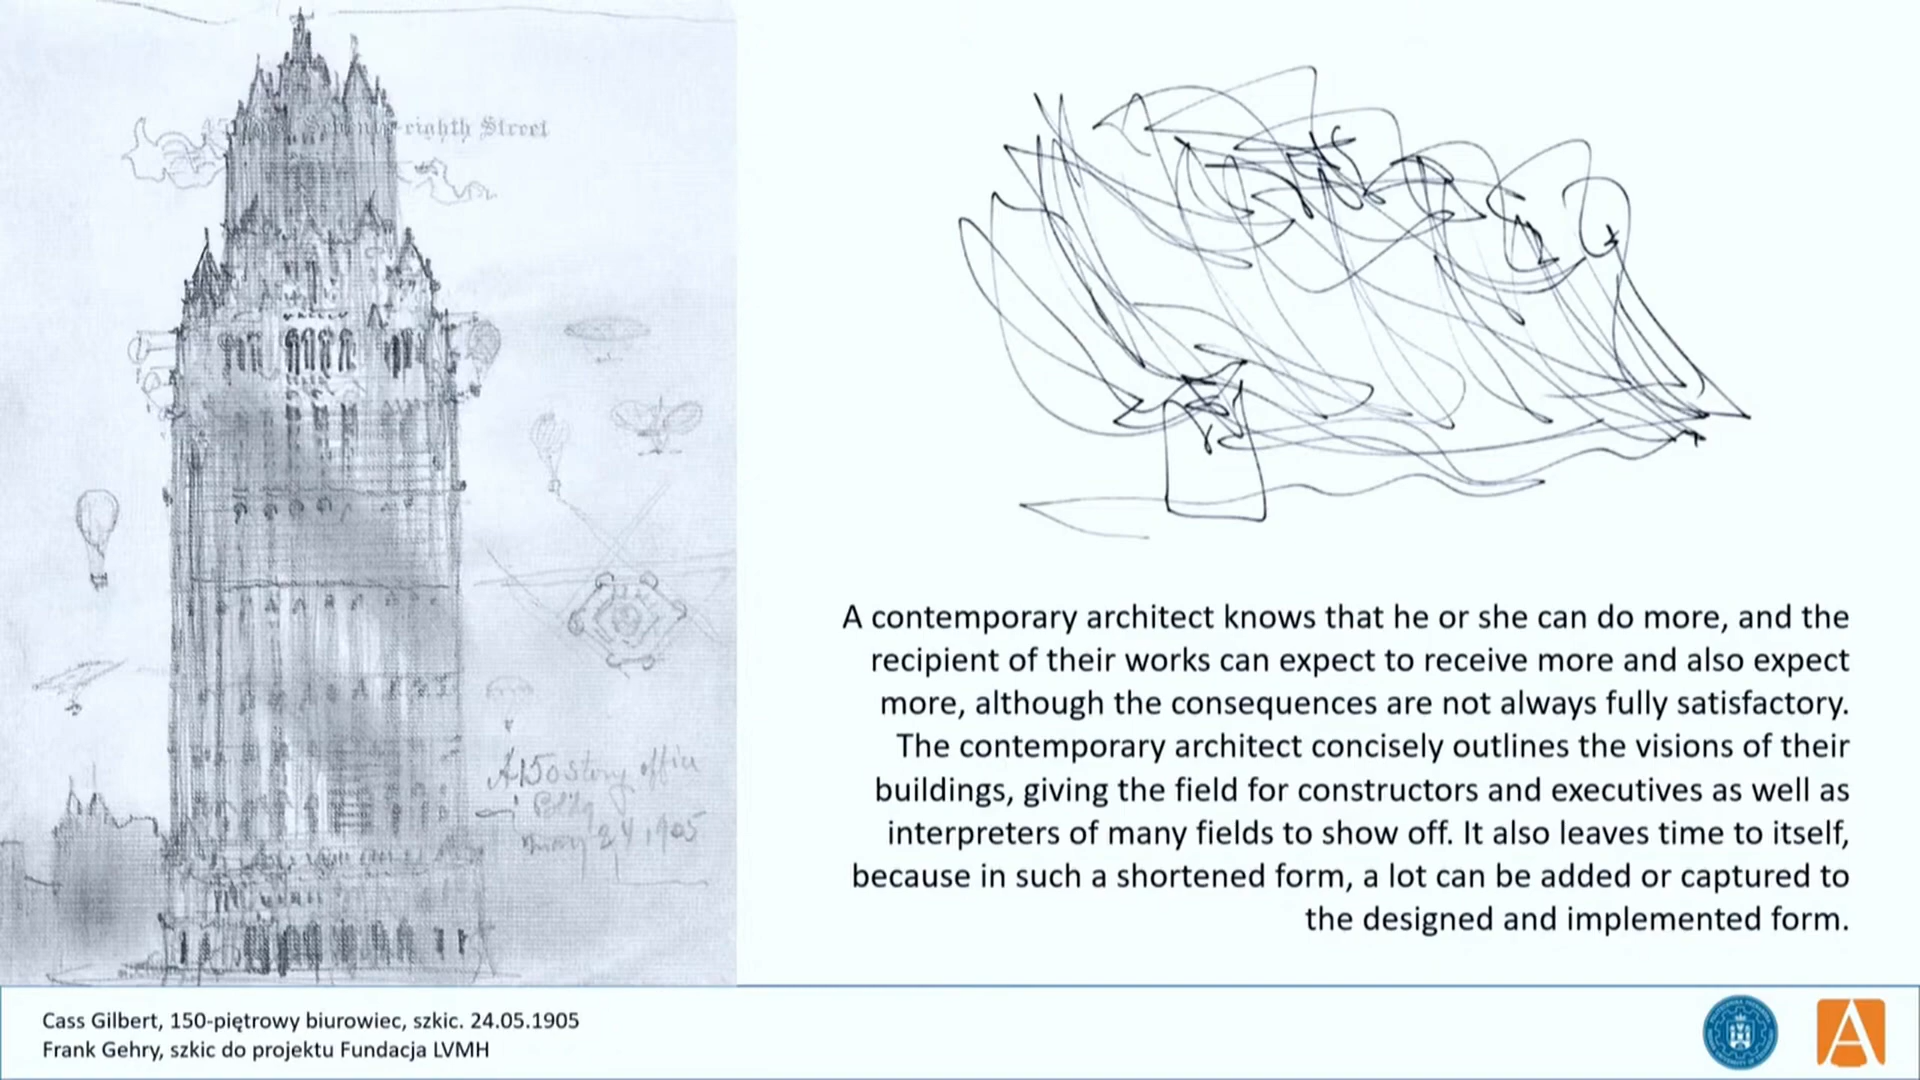 eighth Street
A 150 story office
Bldg
May 24, 1905
A contemporary architect knows that he or she can do more, and the
recipient of their works can expect to receive more and also expect
more, although the consequences are not always fully satisfactory.
The contemporary architect concisely outlines the visions of their
buildings, giving the field for constructors and executives as well as
interpreters of many fields to show off. It also leaves time to itself,
because in such a shortened form, a lot can be added or captured to
the designed and implemented form.
Cass Gilbert, 150-piętrowy biurowiec, szkic. 24.05.1905
Frank Gehry, szkic do projektu Fundacja LVMH
A